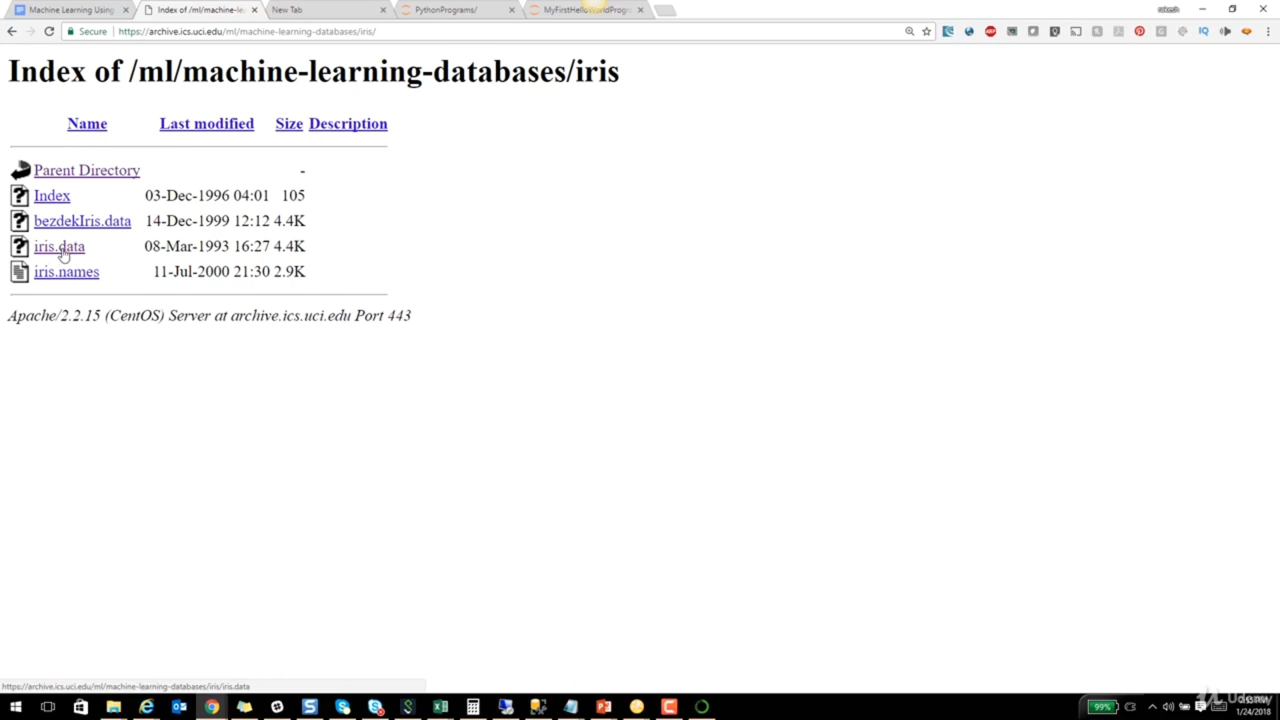 Machine Learning Using
Index of /ml/machine-le
New Tab
PythonPrograms/
MyFirstHelloWorldProgr
rakesh
Secure
https://archive.ics.uci.edu/ml/machine-learning-databases/iris/
Index of /ml/machine-learning-databases/iris
Name Last modified Size Description
Parent Directory -
Index 03-Dec-1996 04:01 105
bezdekIris.data 14-Dec-1999 12:12 4.4K
iris.data 08-Mar-1993 16:27 4.4K
iris.names 11-Jul-2000 21:30 2.9K
Apache/2.2.15 (CentOS) Server at archive.ics.uci.edu Port 443
https://archive.ics.uci.edu/ml/machine-learning-databases/iris/iris.data
99%
Udemy
1/24/2018